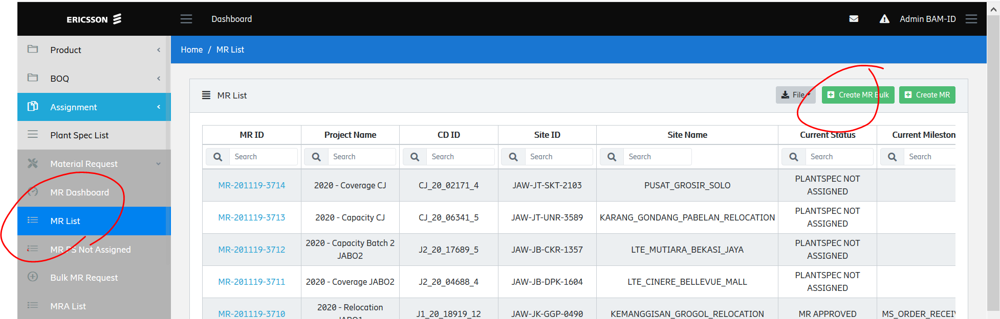 ERICSSON
Dashboard
Admin BAM-ID
Product
BOQ
Assignment
Plant Spec List
Material Request
MR Dashboard
MR List
MR PS Not Assigned
Bulk MR Request
MRA List
Home / MR List
MR List
File
Create MR Bulk
Create MR
MR ID Project Name CD ID Site ID Site Name Current Status Current Mileston
Search Search Search Search Search Search Search
MR-201119-3714 2020 - Coverage CJ CJ_20_02171_4 JAW-JT-SKT-2103 PUSAT_GROSIR_SOLO PLANTSPEC NOT
ASSIGNED
MR-201119-3713 2020 - Capacity CJ CJ_20_06341_5 JAW-JT-UNR-3589 KARANG_GONDANG_PABELAN_RELOCATION PLANTSPEC NOT
ASSIGNED
MR-201119-3712 2020 - Capacity Batch 2
JABO2 J2_20_17689_5 JAW-JB-CKR-1357 LTE_MUTIARA_BEKASI_JAYA PLANTSPEC NOT
ASSIGNED
MR-201119-3711 2020 - Coverage JABO2 J2_20_04688_4 JAW-JB-DPK-1604 LTE_CINERE_BELLEVUE_MALL PLANTSPEC NOT
ASSIGNED
MR-201119-3710 2020 - Relocation
JABO1 J1_20_18919_12 JAW-JK-GGP-0490 KEMANGGISAN_GROGOL_RELOCATION MR APPROVED MS_ORDER_RECEIV